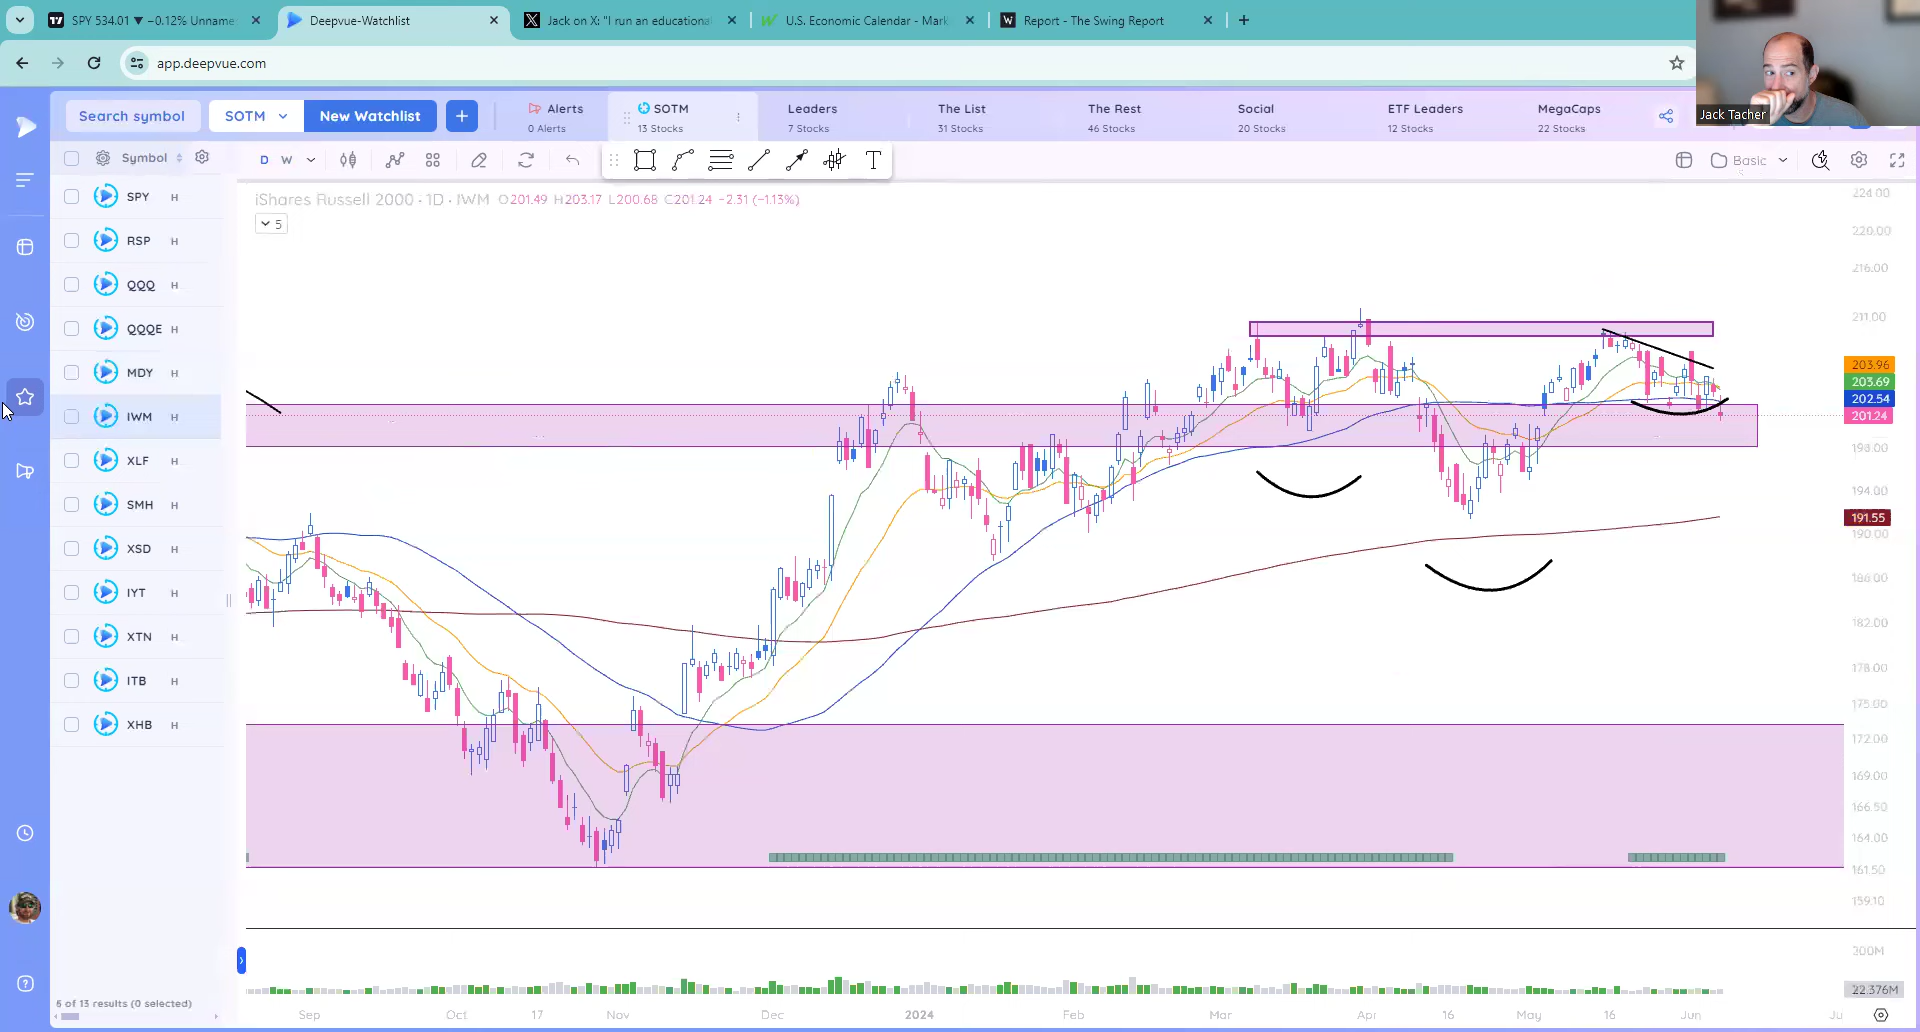 SPY 534.01 ▼ −0.12% Unname
Deepvue-Watchlist
Jack on X: "I run an educationa
U.S. Economic Calendar - Mark
Report - The Swing Report
app.deepvue.com
Jack Tacher
Search symbol
SOTM
New Watchlist
Alerts
0 Alerts
SOTM
13 Stocks
Leaders
7 Stocks
The List
31 Stocks
The Rest
46 Stocks
Social
20 Stocks
ETF Leaders
12 Stocks
MegaCaps
22 Stocks
Symbol
D W
T
Basic
iShares Russell 2000 · 1D · IWM O201.49 H203.17 L200.68 C201.24 −2.31 (−1.13%)
5
SPY H
RSP H
QQQ H
QQQE H
MDY H
IWM H
XLF H
SMH H
XSD H
IYT H
XTN H
ITB H
XHB H
224.00
220.00
216.00
211.00
203.96
203.69
202.54
201.24
198.00
194.00
191.55
190.00
186.00
182.00
178.00
175.00
172.00
169.00
166.50
164.00
161.50
159.10
300M
22.376M
of 13 results (0 selected)
Sep Oct 17 Nov Dec 2024 Feb Mar Apr 16 May 16 Jun Ju